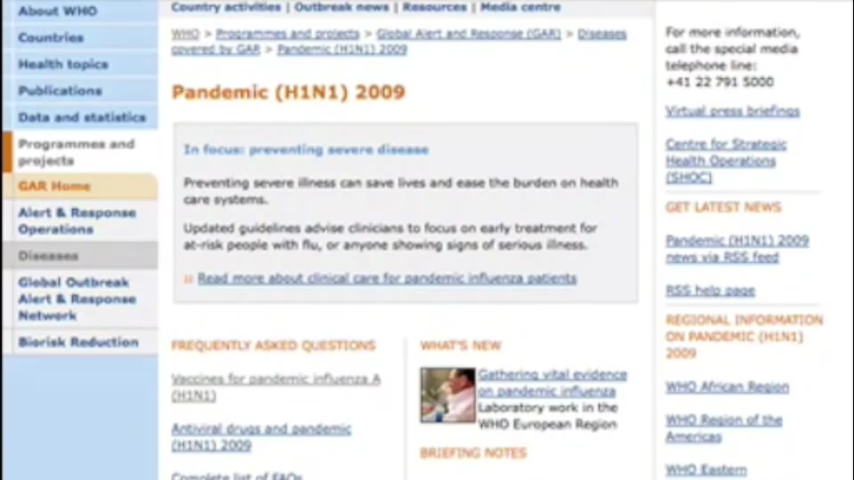 About WHO
Countries
Health topics
Publications
Data and statistics
Programmes and
projects
GAR Home
Alert & Response
Operations
Diseases
Global Outbreak
Alert & Response
Network
Biorisk Reduction
Country activities | Outbreak news | Resources | Media centre
WHO > Programmes and projects > Global Alert and Response (GAR) > Diseases
covered by GAR > Pandemic (H1N1) 2009
Pandemic (H1N1) 2009
In focus: preventing severe disease
Preventing severe illness can save lives and ease the burden on health
care systems.
Updated guidelines advise clinicians to focus on early treatment for
at-risk people with flu, or anyone showing signs of serious illness.
Read more about clinical care for pandemic influenza patients
FREQUENTLY ASKED QUESTIONS
Vaccines for pandemic influenza A
(H1N1)
Antiviral drugs and pandemic
(H1N1) 2009
Complete list of FAQs
WHAT'S NEW
Gathering vital evidence
on pandemic influenza
Laboratory work in the
WHO European Region
BRIEFING NOTES
For more information,
call the special media
telephone line:
+41 22 791 5000
Virtual press briefings
Centre for Strategic
Health Operations
(SHOC)
GET LATEST NEWS
Pandemic (H1N1) 2009
news via RSS feed
RSS help page
REGIONAL INFORMATION
ON PANDEMIC (H1N1)
2009
WHO African Region
WHO Region of the
Americas
WHO Eastern